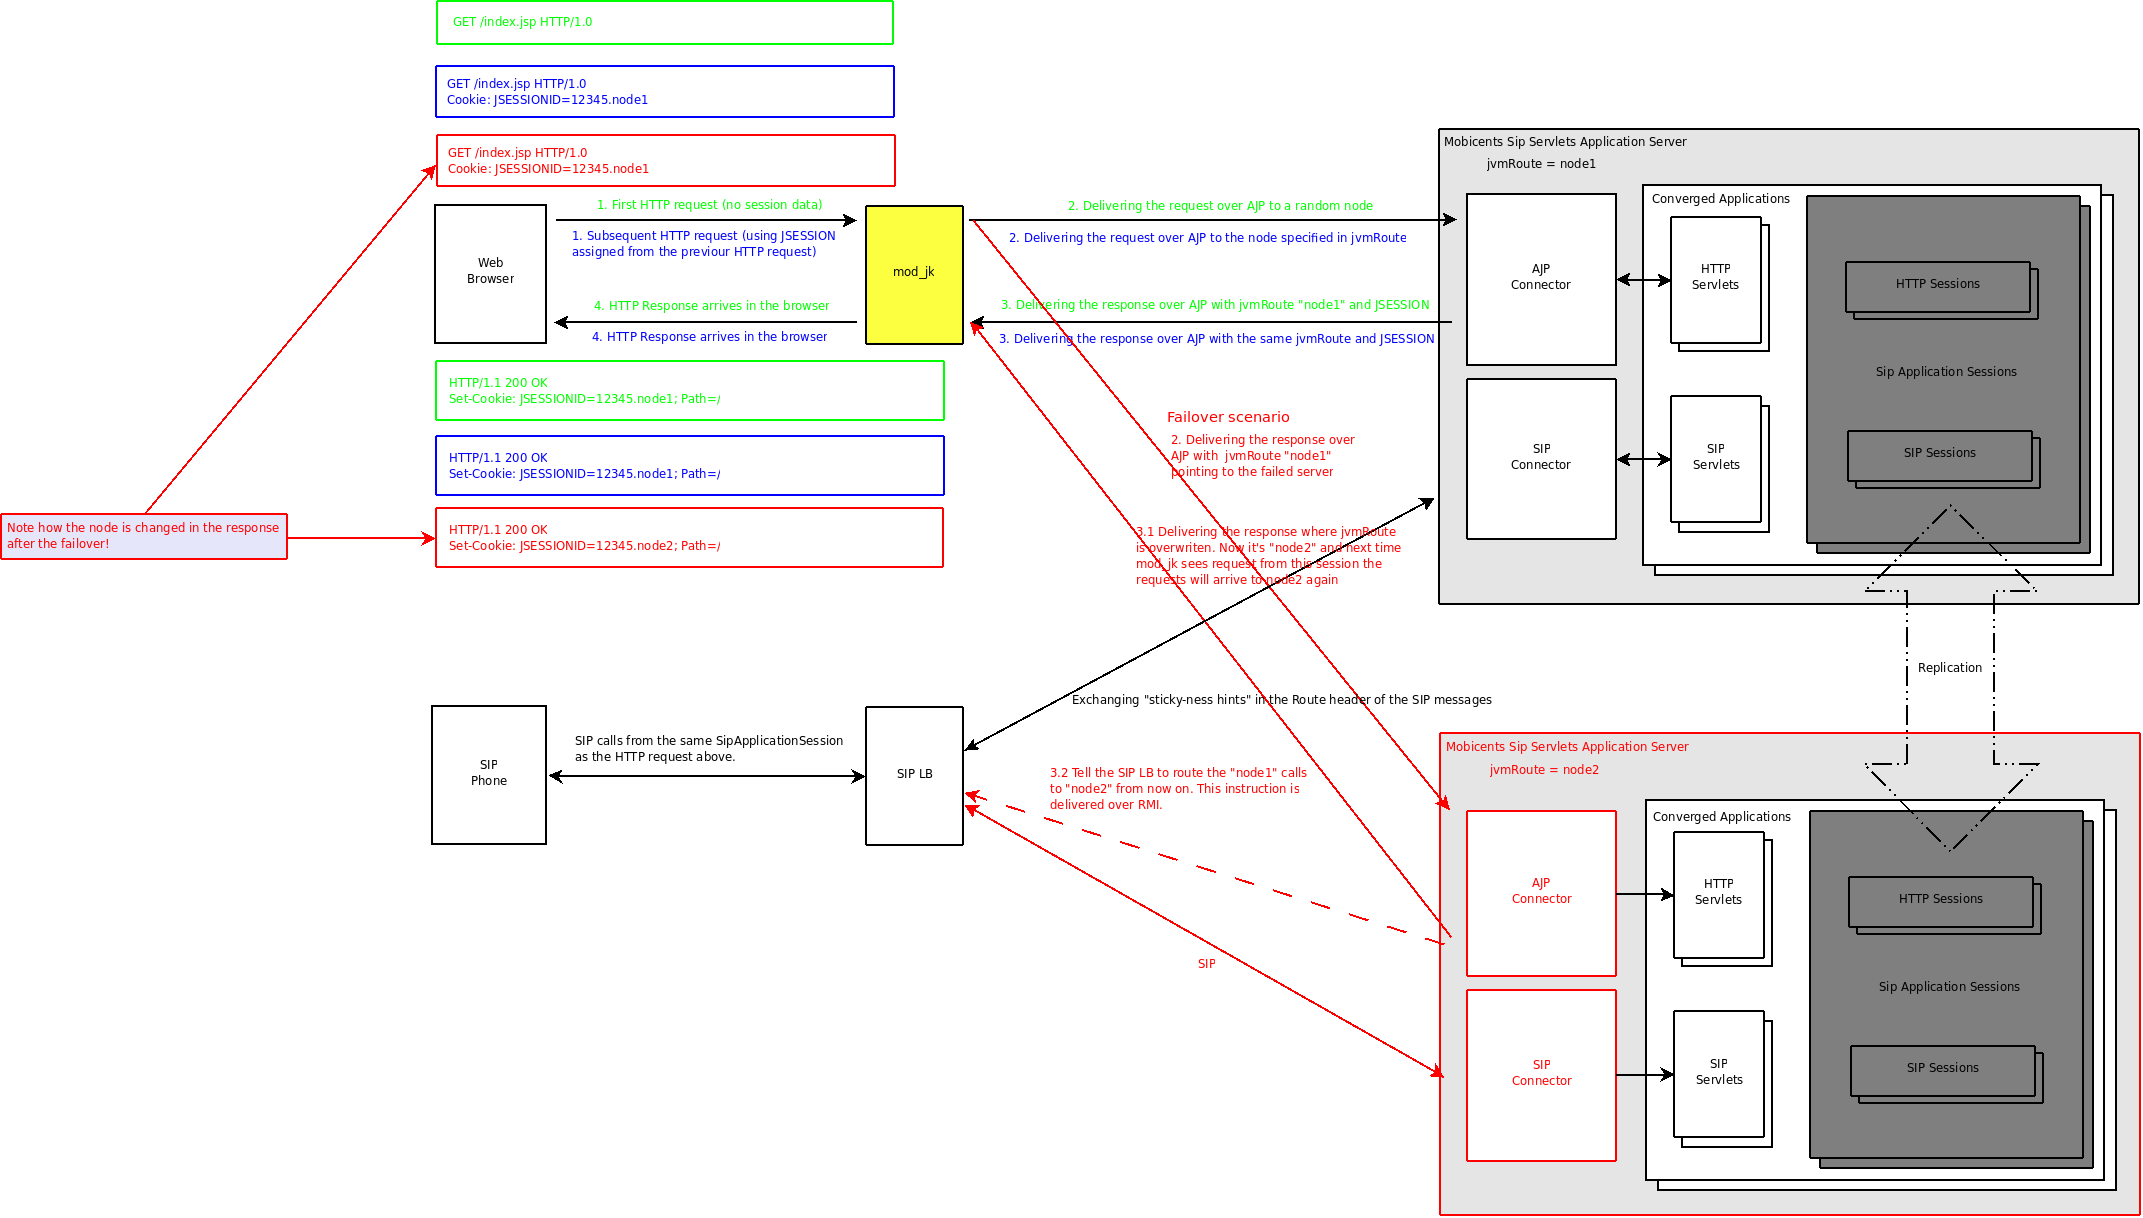 GET /index.jsp HTTP/1.0
GET /index.jsp HTTP/1.0
Cookie: JSESSIONID=12345.node1
GET /index.jsp HTTP/1.0
Cookie: JSESSIONID=12345.node1
Web
Browser
1. First HTTP request (no session data)
1. Subsequent HTTP request (using JSESSION
assigned from the previour HTTP request)
4. HTTP Response arrives in the browser
4. HTTP Response arrives in the browser
mod_jk
2. Delivering the request over AJP to a random node
2. Delivering the request over AJP to the node specified in jvmRoute
3. Delivering the response over AJP with jvmRoute "node1" and JSESSION
3. Delivering the response over AJP with the same jvmRoute and JSESSION
HTTP/1.1 200 OK
Set-Cookie: JSESSIONID=12345.node1; Path=/
HTTP/1.1 200 OK
Set-Cookie: JSESSIONID=12345.node1; Path=/
HTTP/1.1 200 OK
Set-Cookie: JSESSIONID=12345.node2; Path=/
Note how the node is changed in the response
after the failover!
Failover scenario
2. Delivering the response over
AJP with jvmRoute "node1"
pointing to the failed server
3.1 Delivering the response where jvmRoute
is overwriten. Now it's "node2" and next time
mod_jk sees request from this session the
requests will arrive to node2 again
Mobicents Sip Servlets Application Server
jvmRoute = node1
AJP
Connector
SIP
Connector
Converged Applications
HTTP
Servlets
SIP
Servlets
HTTP Sessions
Sip Application Sessions
SIP Sessions
Replication
SIP
Phone
SIP calls from the same SipApplicationSession
as the HTTP request above.
SIP LB
Exchanging "sticky-ness hints" in the Route header of the SIP messages
3.2 Tell the SIP LB to route the "node1" calls
to "node2" from now on. This instruction is
delivered over RMI.
SIP
Mobicents Sip Servlets Application Server
jvmRoute = node2
AJP
Connector
SIP
Connector
Converged Applications
HTTP
Servlets
SIP
Servlets
HTTP Sessions
Sip Application Sessions
SIP Sessions